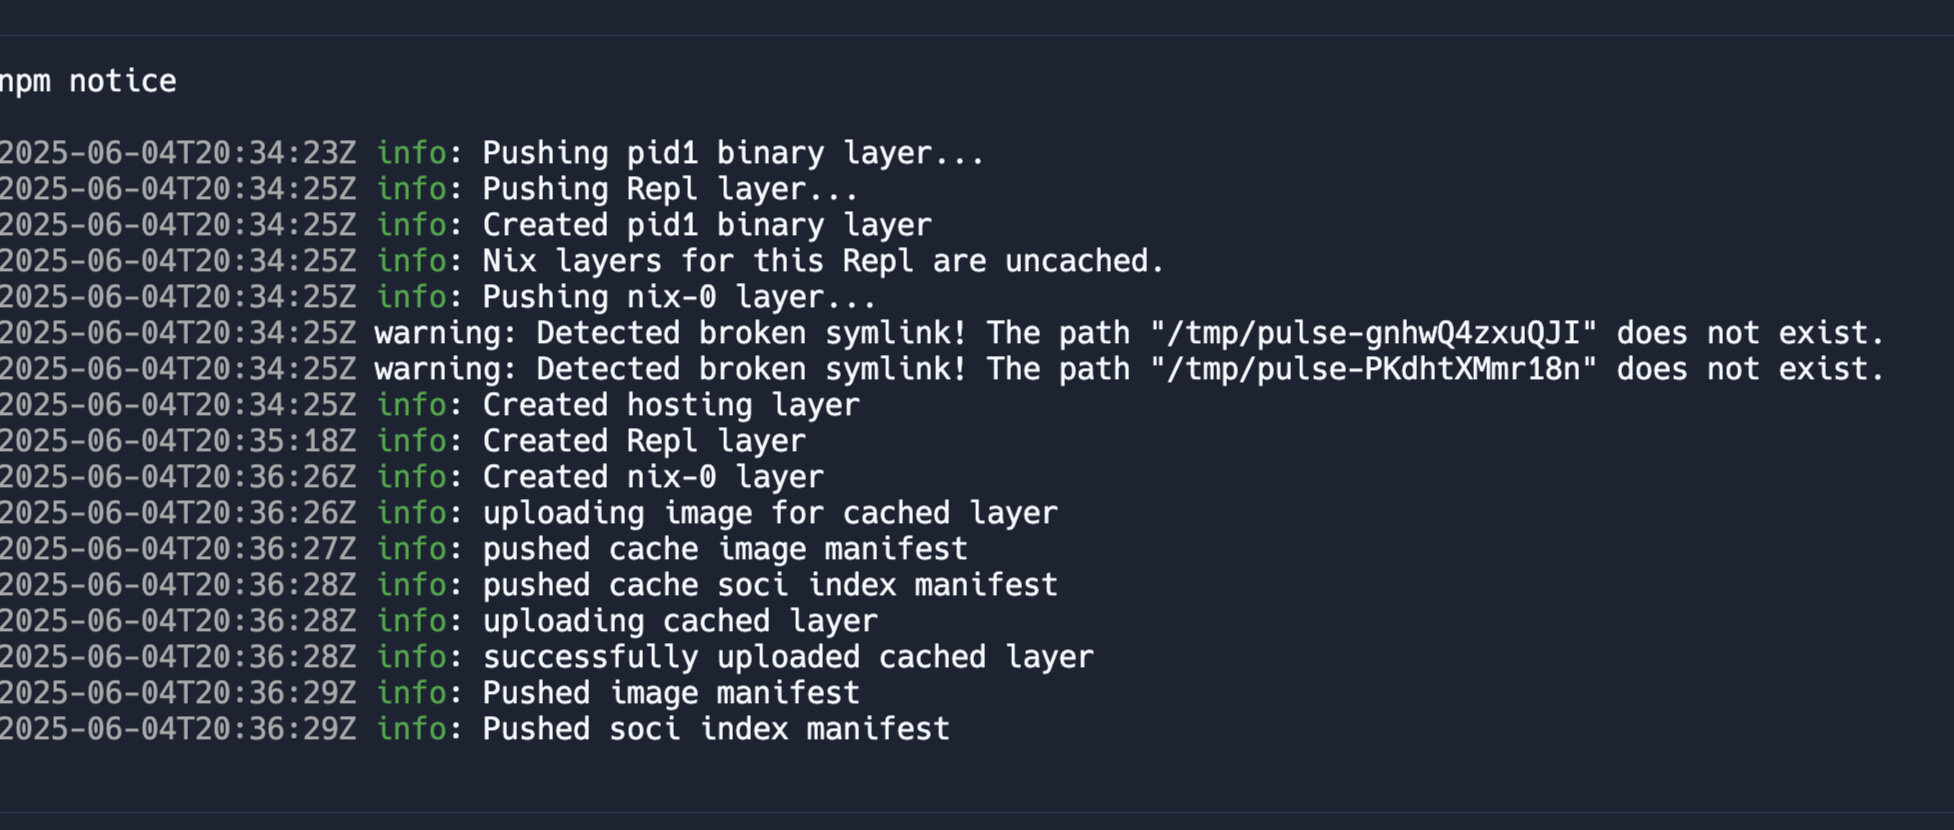 npm notice
2025-06-04T20:34:23Z info: Pushing pid1 binary layer...
2025-06-04T20:34:25Z info: Pushing Repl layer...
2025-06-04T20:34:25Z info: Created pid1 binary layer
2025-06-04T20:34:25Z info: Nix layers for this Repl are uncached.
2025-06-04T20:34:25Z info: Pushing nix-0 layer...
2025-06-04T20:34:25Z warning: Detected broken symlink! The path "/tmp/pulse-gnhwQ4zxuQJI" does not exist.
2025-06-04T20:34:25Z warning: Detected broken symlink! The path "/tmp/pulse-PKdhtXMmr18n" does not exist.
2025-06-04T20:34:25Z info: Created hosting layer
2025-06-04T20:35:18Z info: Created Repl layer
2025-06-04T20:36:26Z info: Created nix-0 layer
2025-06-04T20:36:26Z info: uploading image for cached layer
2025-06-04T20:36:27Z info: pushed cache image manifest
2025-06-04T20:36:28Z info: pushed cache soci index manifest
2025-06-04T20:36:28Z info: uploading cached layer
2025-06-04T20:36:28Z info: successfully uploaded cached layer
2025-06-04T20:36:29Z info: Pushed image manifest
2025-06-04T20:36:29Z info: Pushed soci index manifest